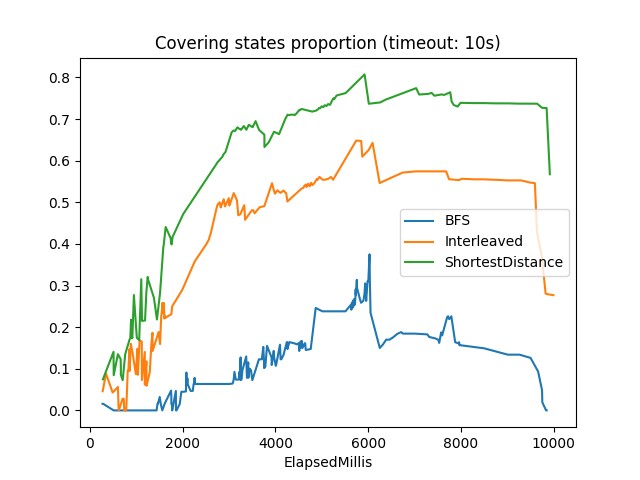 Covering states proportion (timeout: 10s)
0.8
0.7
0.6
0.5
0.4
0.3
0.2
0.1
0.0
BFS
Interleaved
ShortestDistance
0 2000 4000 6000 8000 10000
ElapsedMillis